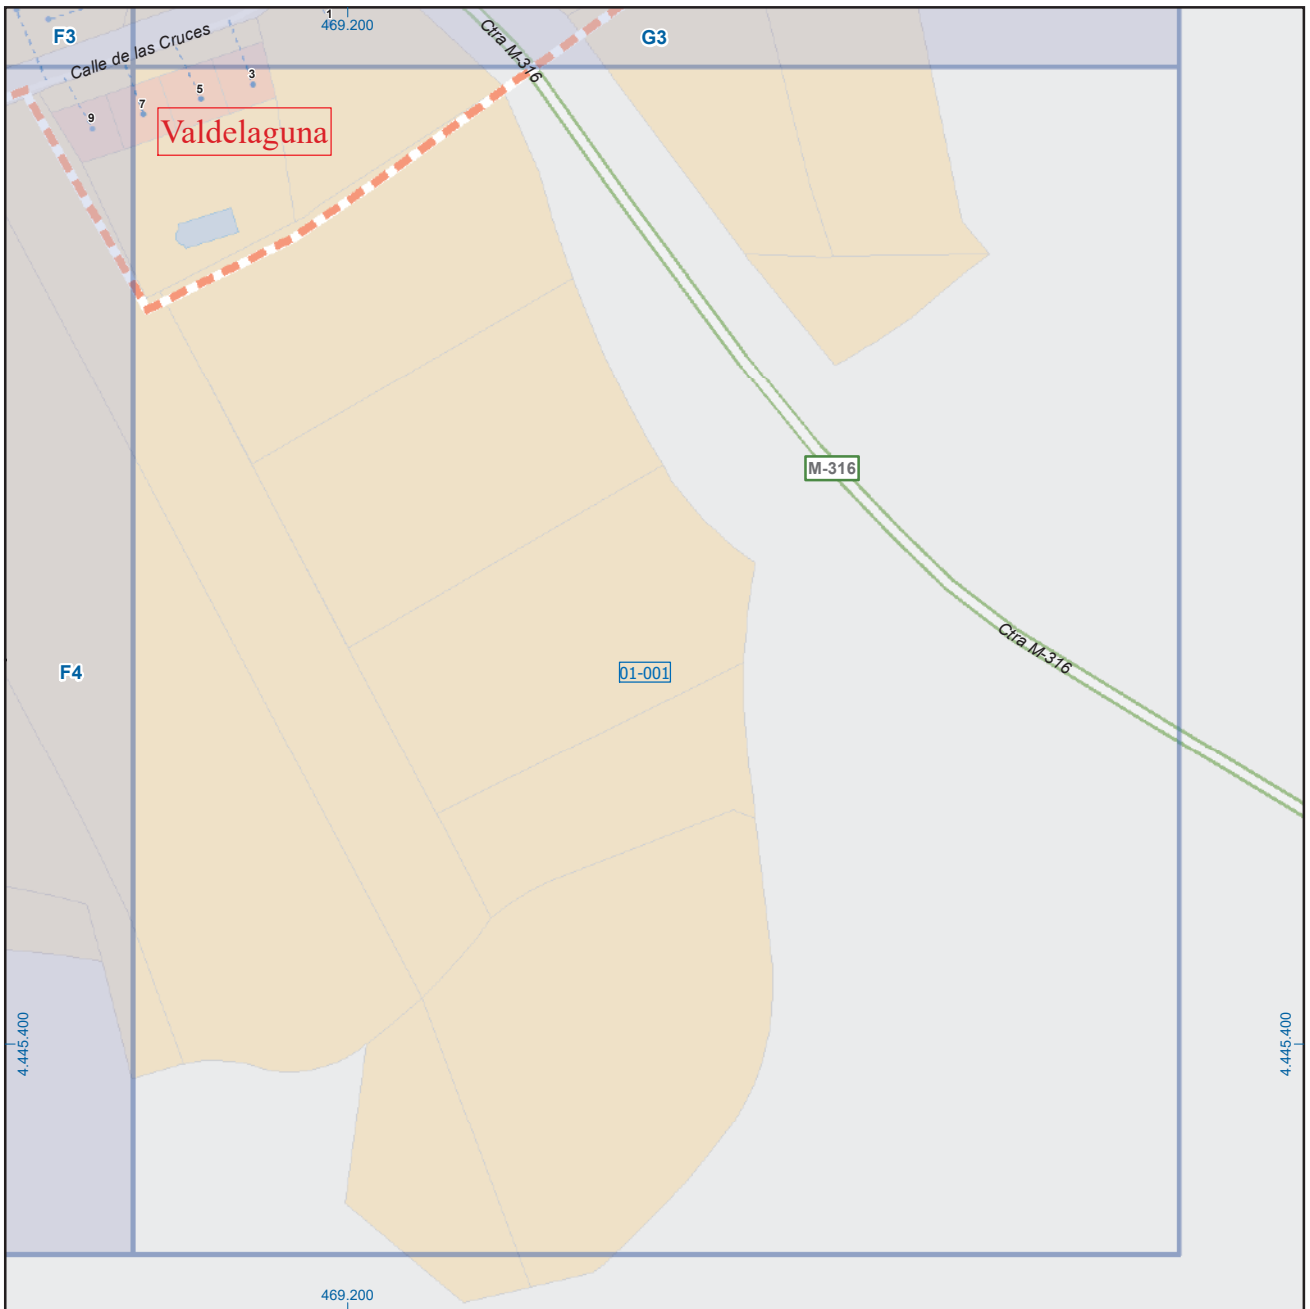 1
469.200
F3
G3
Calle de las Cruces
Ctra M-316
3
5
7
9
Valdelaguna
M-316
Ctra M-316
01-001
F4
4.445.400
4.445.400
469.200